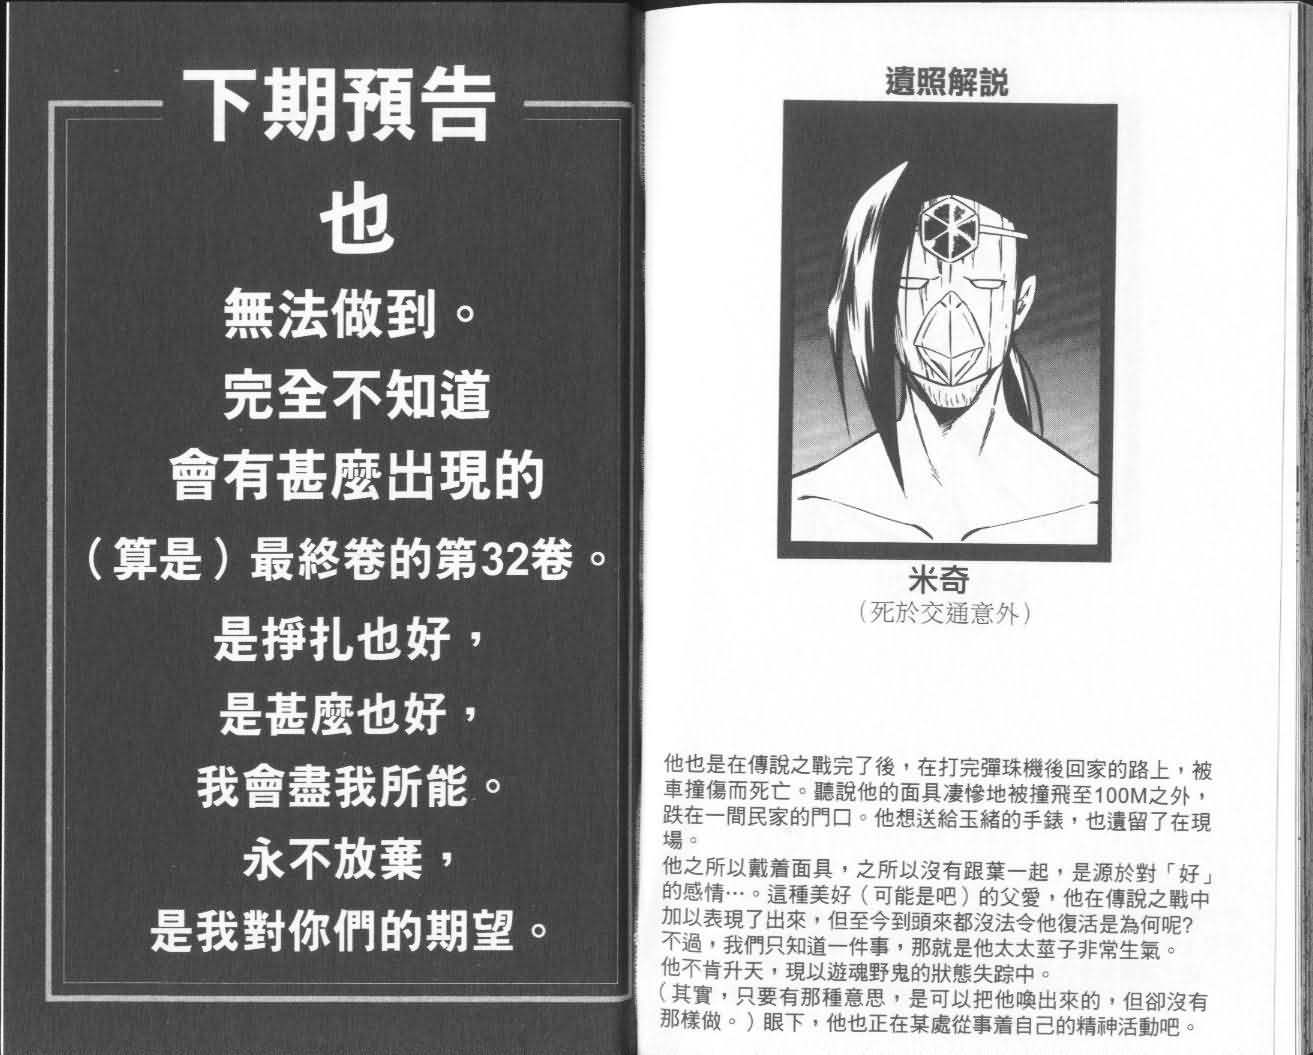 下期預告
也
無法做到。
完全不知道
會有甚麼出現的
（算是）最終卷的第32卷。
是掙扎也好，
是甚麼也好，
我會盡我所能。
永不放棄，
是我對你們的期望。
遺照解説
米奇
（死於交通意外）
他也是在傳說之戰完了後，在打完彈珠機後回家的路上，被
車撞傷而死亡。聽說他的面具凄慘地被撞飛至100M之外，
跌在一間民家的門口。他想送給玉緒的手錶，也遺留了在現
場。
他之所以戴着面具，之所以沒有跟葉一起，是源於對「好」
的感情…。這種美好（可能是吧）的父愛，他在傳說之戰中
加以表現了出來，但至今到頭來都沒法令他復活是為何呢?
不過，我們只知道一件事，那就是他太太莖子非常生氣。
他不肯升天，現以遊魂野鬼的狀態失踪中。
（其實，只要有那種意思，是可以把他喚出來的，但卻沒有
那樣做。）眼下，他也正在某處從事着自己的精神活動吧。